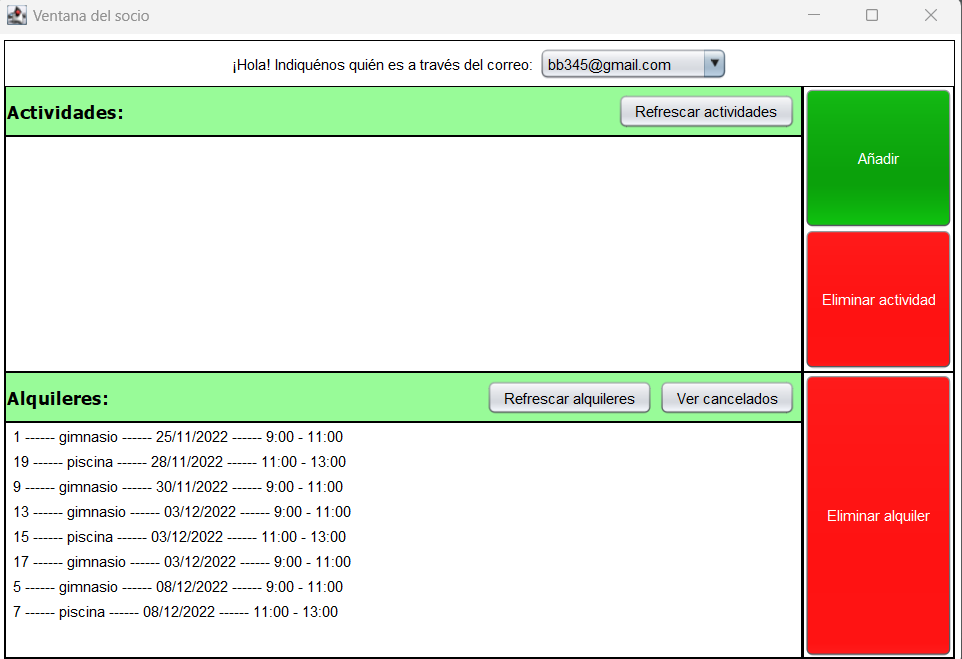 Ventana del socio
¡Hola! Indiquénos quién es a través del correo: bb345@gmail.com
Actividades: Refrescar actividades
Añadir
Eliminar actividad
Alquileres: Refrescar alquileres Ver cancelados
1 ------ gimnasio ------ 25/11/2022 ------ 9:00 - 11:00
19 ------ piscina ------ 28/11/2022 ------ 11:00 - 13:00
9 ------ gimnasio ------ 30/11/2022 ------ 9:00 - 11:00
13 ------ gimnasio ------ 03/12/2022 ------ 9:00 - 11:00
15 ------ piscina ------ 03/12/2022 ------ 11:00 - 13:00
17 ------ gimnasio ------ 03/12/2022 ------ 9:00 - 11:00
5 ------ gimnasio ------ 08/12/2022 ------ 9:00 - 11:00
7 ------ piscina ------ 08/12/2022 ------ 11:00 - 13:00
Eliminar alquiler